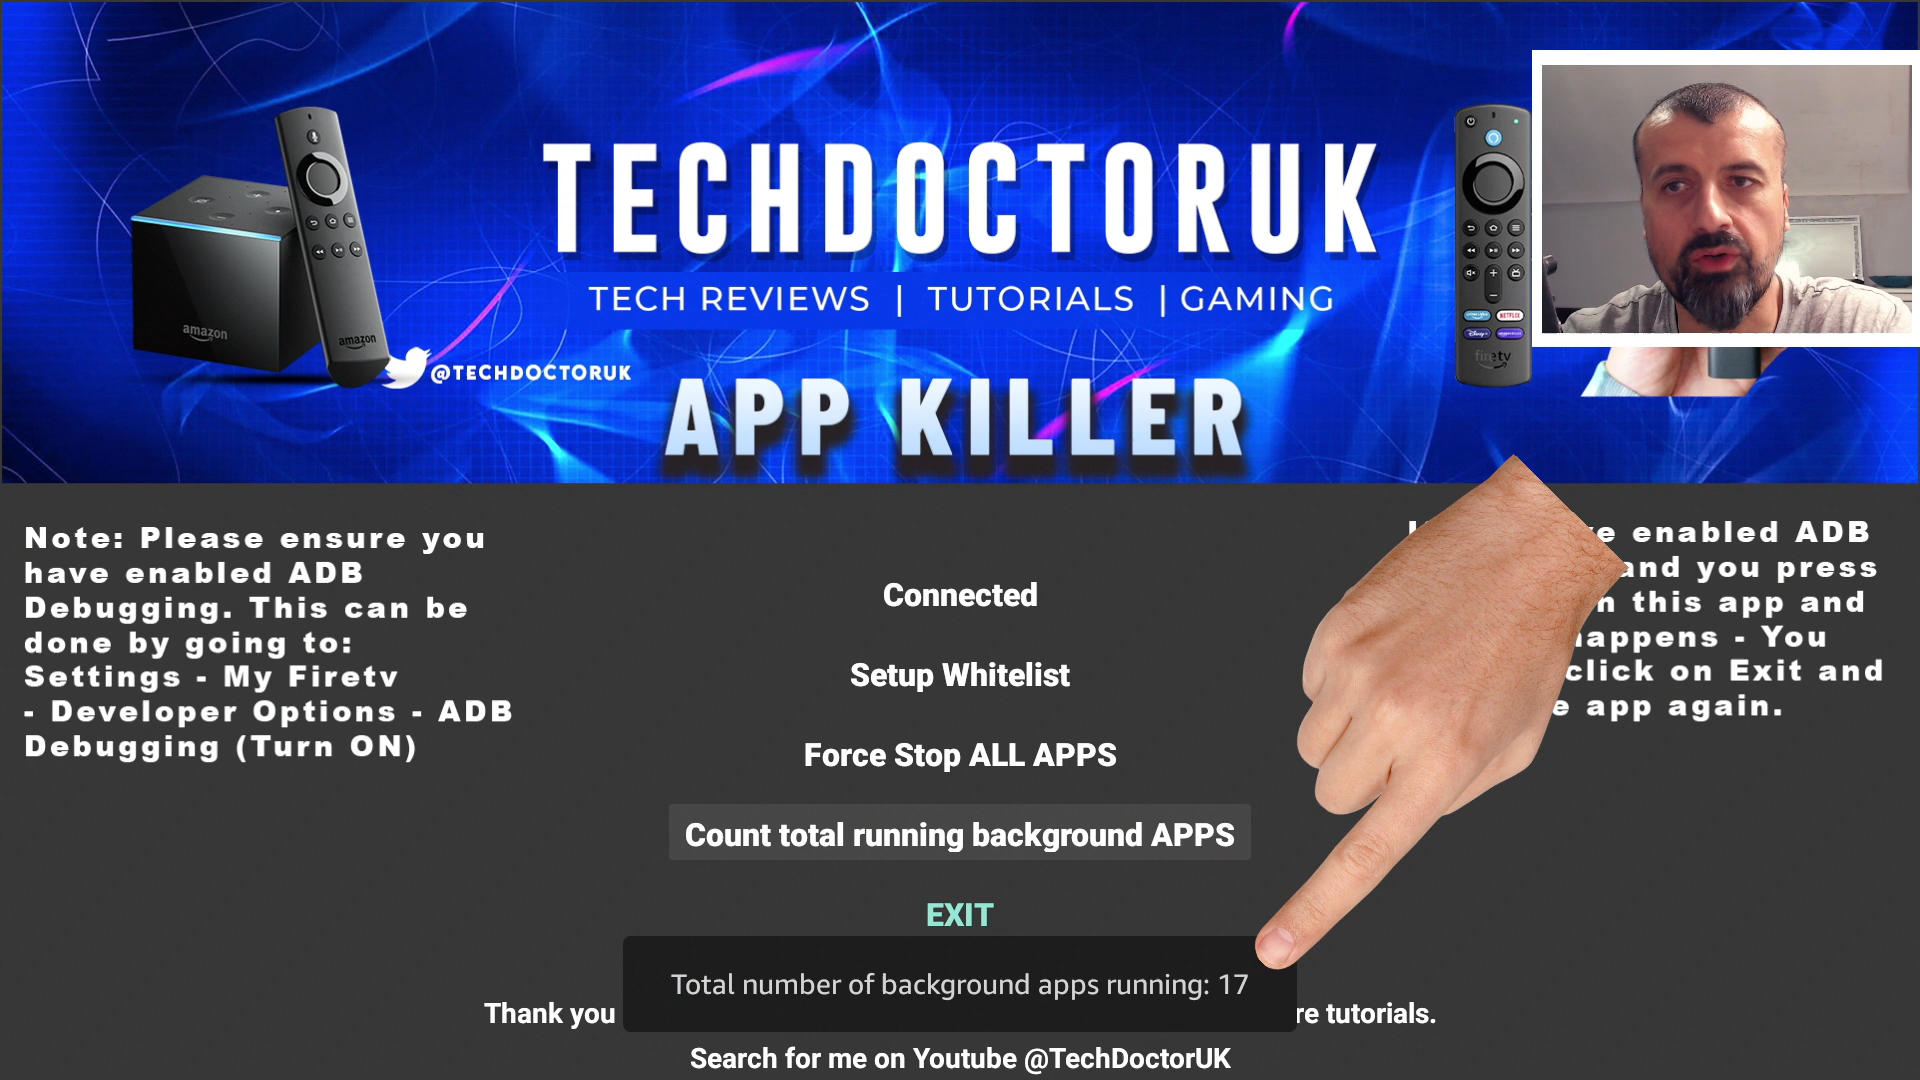 TECHDOCTORUK
TECH REVIEWS | TUTORIALS | GAMING
amazon
amazon
@TECHDOCTORUK
NETFLIX
firetv
APP KILLER
Note: Please ensure you
have enabled ADB
Debugging. This can be
done by going to:
Settings - My Firetv
- Developer Options - ADB
Debugging (Turn ON)
Connected
Setup Whitelist
Force Stop ALL APPS
Count total running background APPS
EXIT
enabled ADB
and you press
this app and
- You
click on Exit and
app again.
Total number of background apps running: 17
Thank you
tutorials.
Search for me on Youtube @TechDoctorUK